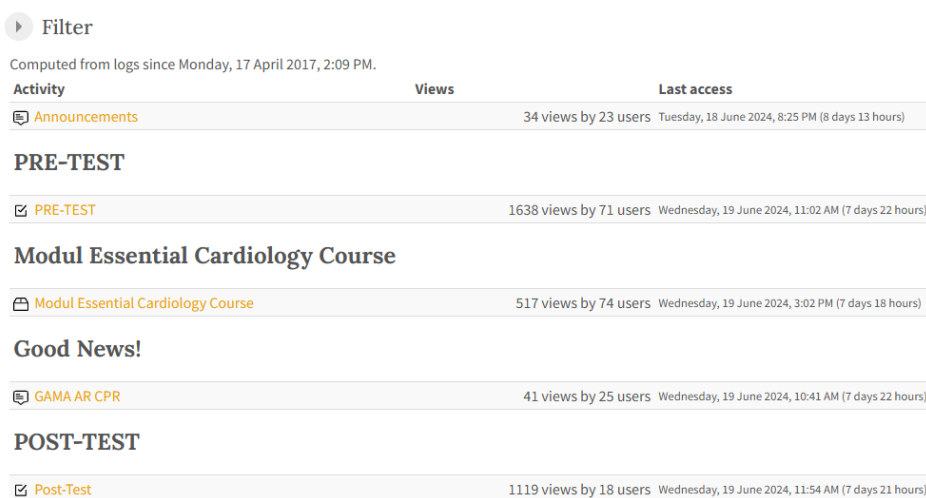 Filter
Computed from logs since Monday, 17 April 2017, 2:09 PM.
Activity Views Last access
Announcements 34 views by 23 users Tuesday, 18 June 2024, 8:25 PM (8 days 13 hours)
PRE-TEST
PRE-TEST 1638 views by 71 users Wednesday, 19 June 2024, 11:02 AM (7 days 22 hours)
Modul Essential Cardiology Course
Modul Essential Cardiology Course 517 views by 74 users Wednesday, 19 June 2024, 3:02 PM (7 days 18 hours)
Good News!
GAMA AR CPR 41 views by 25 users Wednesday, 19 June 2024, 10:41 AM (7 days 22 hours)
POST-TEST
Post-Test 1119 views by 18 users Wednesday, 19 June 2024, 11:54 AM (7 days 21 hours)